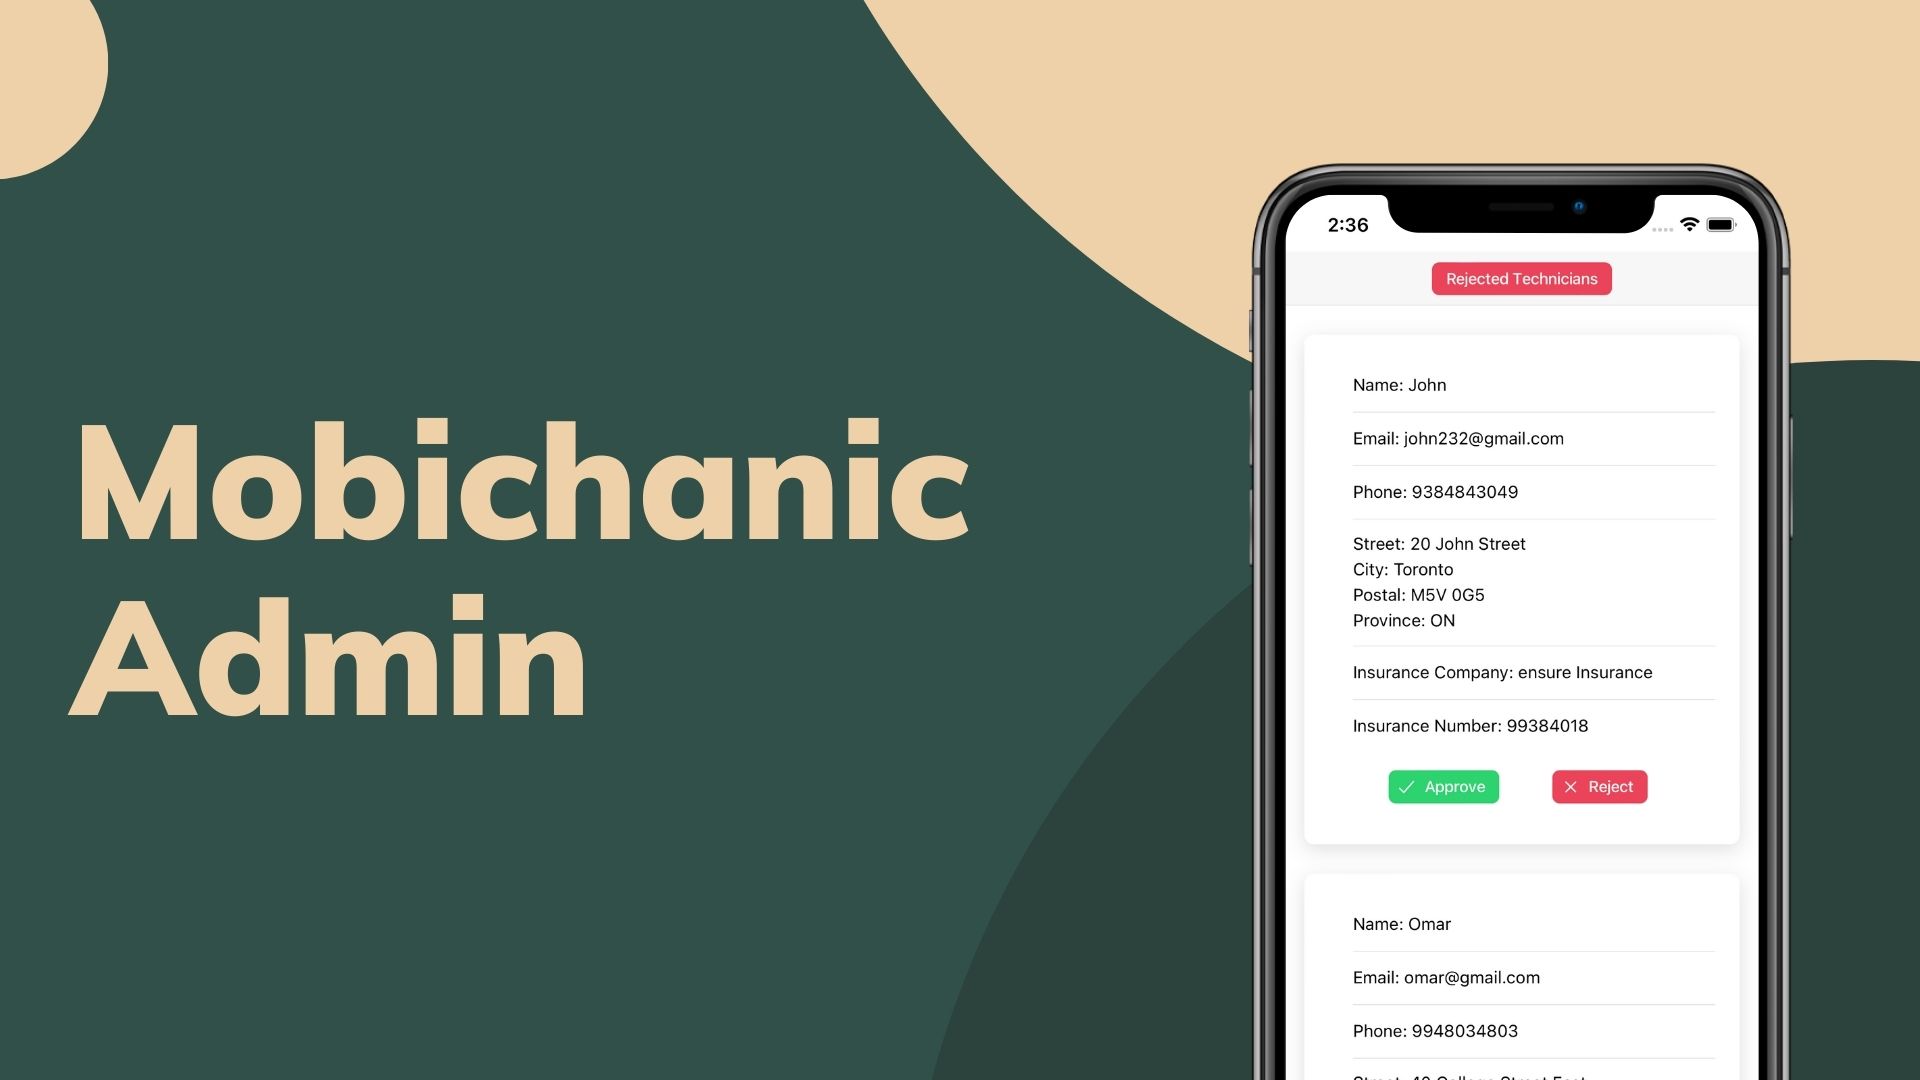 Mobichanic
Admin
2:36
Rejected Technicians
Name: John
Email: john232@gmail.com
Phone: 9384843049
Street: 20 John Street
City: Toronto
Postal: M5V 0G5
Province: ON
Insurance Company: ensure Insurance
Insurance Number: 99384018
Approve
Reject
Name: Omar
Email: omar@gmail.com
Phone: 9948034803